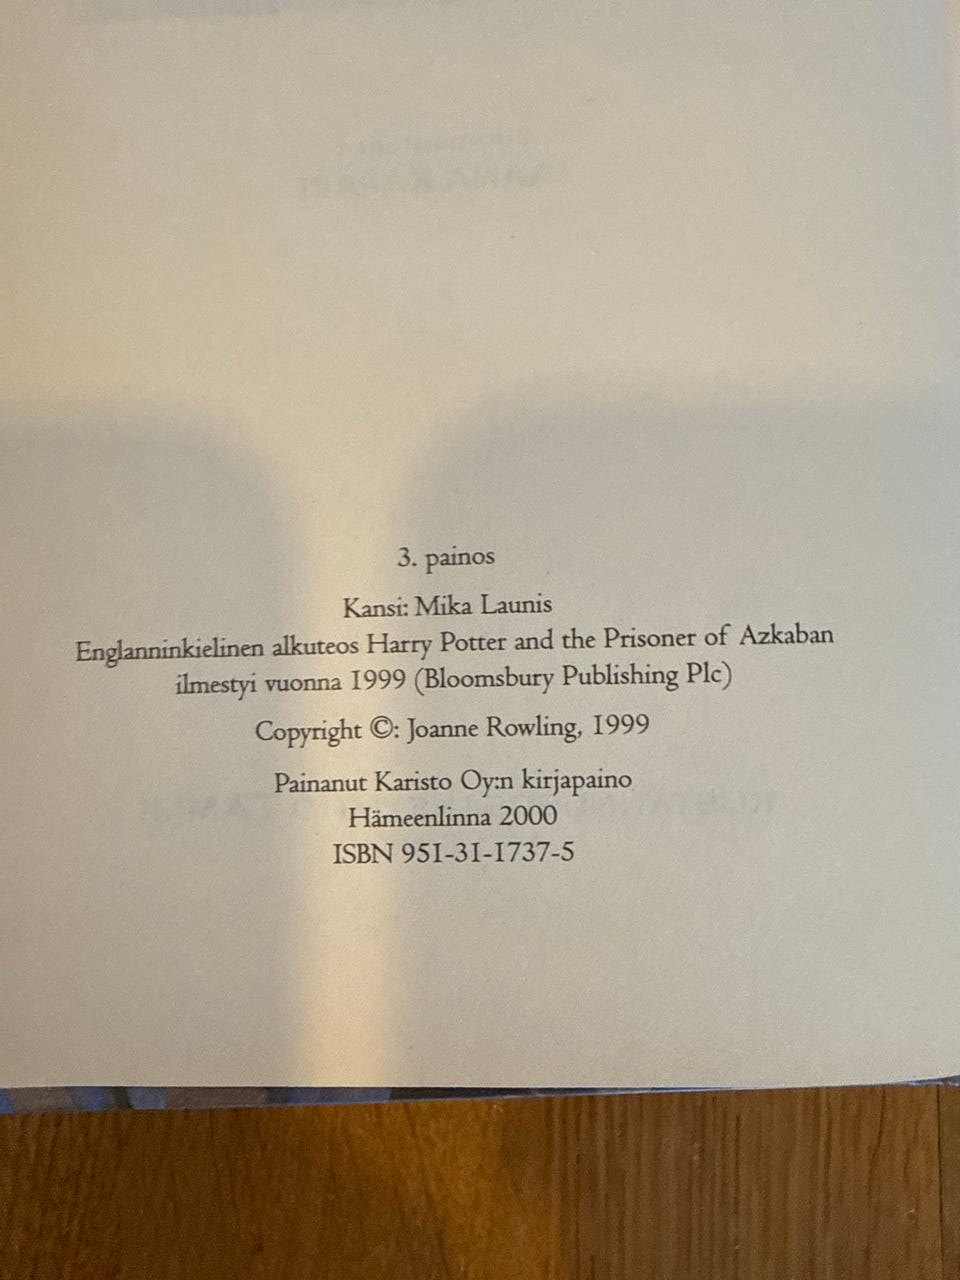 3. painos
Kansi: Mika Launis
Englanninkielinen alkuteos Harry Potter and the Prisoner of Azkaban
ilmestyi vuonna 1999 (Bloomsbury Publishing Plc)
Copyright ©: Joanne Rowling, 1999
Painanut Karisto Oy:n kirjapaino
Hämeenlinna 2000
ISBN 951-31-1737-5